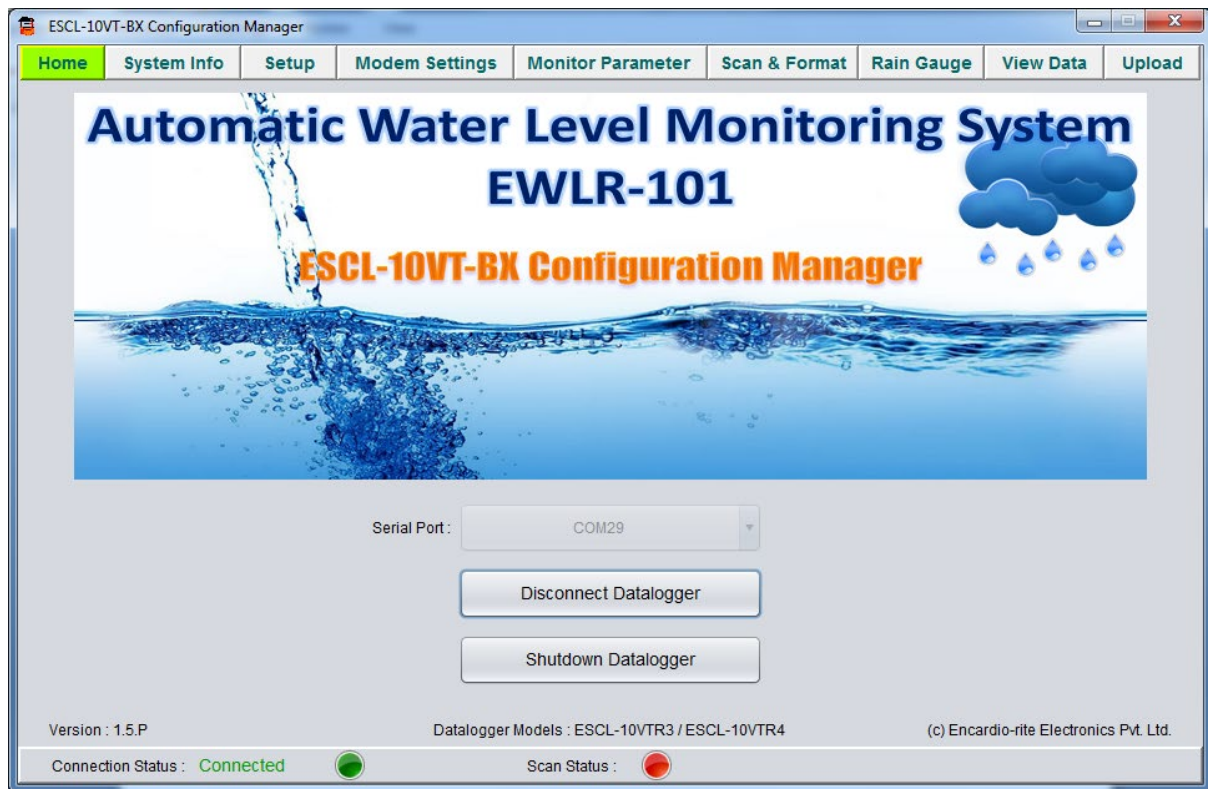 ESCL-10VT-BX Configuration Manager
Home System Info Setup Modem Settings Monitor Parameter Scan & Format Rain Gauge View Data Upload
Automatic Water Level Monitoring System
EWLR-101
ESCL-10VT-BX Configuration Manager
Serial Port : COM29
Disconnect Datalogger
Shutdown Datalogger
Version : 1.5.P Datalogger Models : ESCL-10VTR3 / ESCL-10VTR4 (c) Encardio-rite Electronics Pvt. Ltd.
Connection Status : Connected Scan Status :